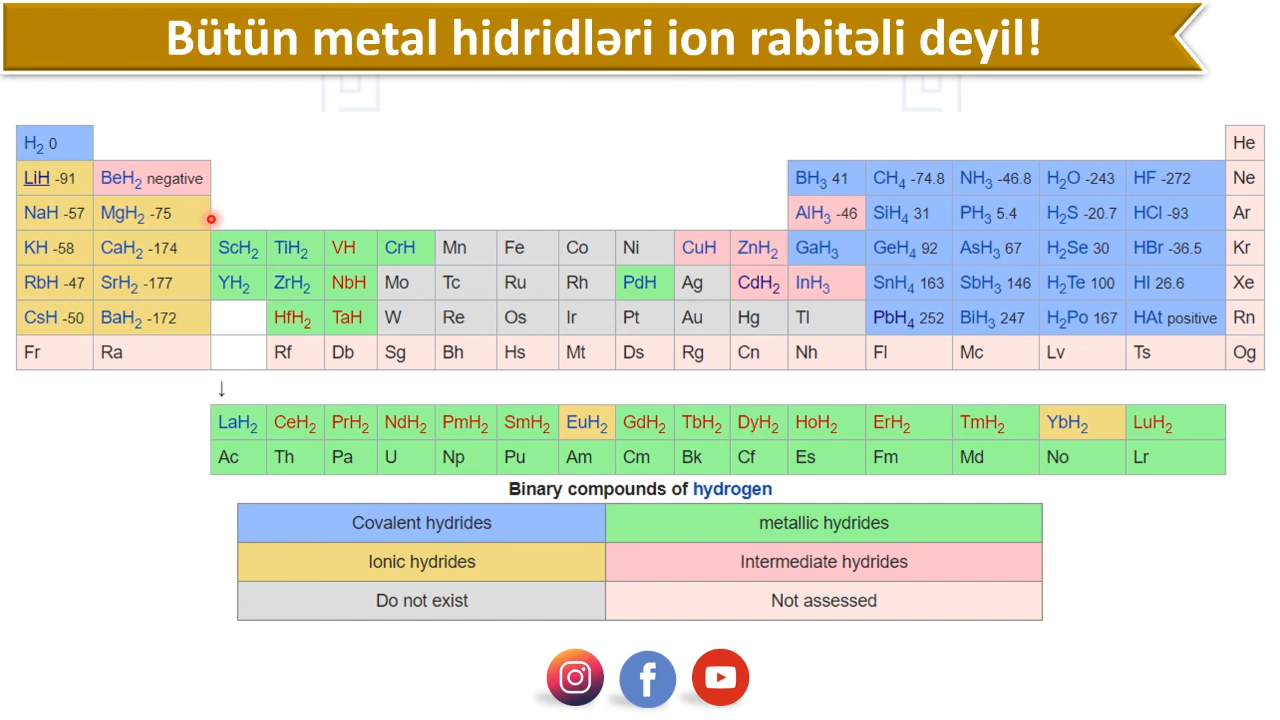 Bütün metal hidridləri ion rabitəli deyil!
H₂ 0 He
LiH -91 BeH₂ negative BH₃ 41 CH₄ -74.8 NH₃ -46.8 H₂O -243 HF -272 Ne
NaH -57 MgH₂ -75 AlH₃ -46 SiH₄ 31 PH₃ 5.4 H₂S -20.7 HCl -93 Ar
KH -58 CaH₂ -174 ScH₂ TiH₂ VH CrH Mn Fe Co Ni CuH ZnH₂ GaH₃ GeH₄ 92 AsH₃ 67 H₂Se 30 HBr -36.5 Kr
RbH -47 SrH₂ -177 YH₂ ZrH₂ NbH Mo Tc Ru Rh PdH Ag CdH₂ InH₃ SnH₄ 163 SbH₃ 146 H₂Te 100 HI 26.6 Xe
CsH -50 BaH₂ -172 HfH₂ TaH W Re Os Ir Pt Au Hg Tl PbH₄ 252 BiH₃ 247 H₂Po 167 HAt positive Rn
Fr Ra Rf Db Sg Bh Hs Mt Ds Rg Cn Nh Fl Mc Lv Ts Og
↓
LaH₂ CeH₂ PrH₂ NdH₂ PmH₂ SmH₂ EuH₂ GdH₂ TbH₂ DyH₂ HoH₂ ErH₂ TmH₂ YbH₂ LuH₂
Ac Th Pa U Np Pu Am Cm Bk Cf Es Fm Md No Lr
Binary compounds of hydrogen
Covalent hydrides metallic hydrides
Ionic hydrides Intermediate hydrides
Do not exist Not assessed